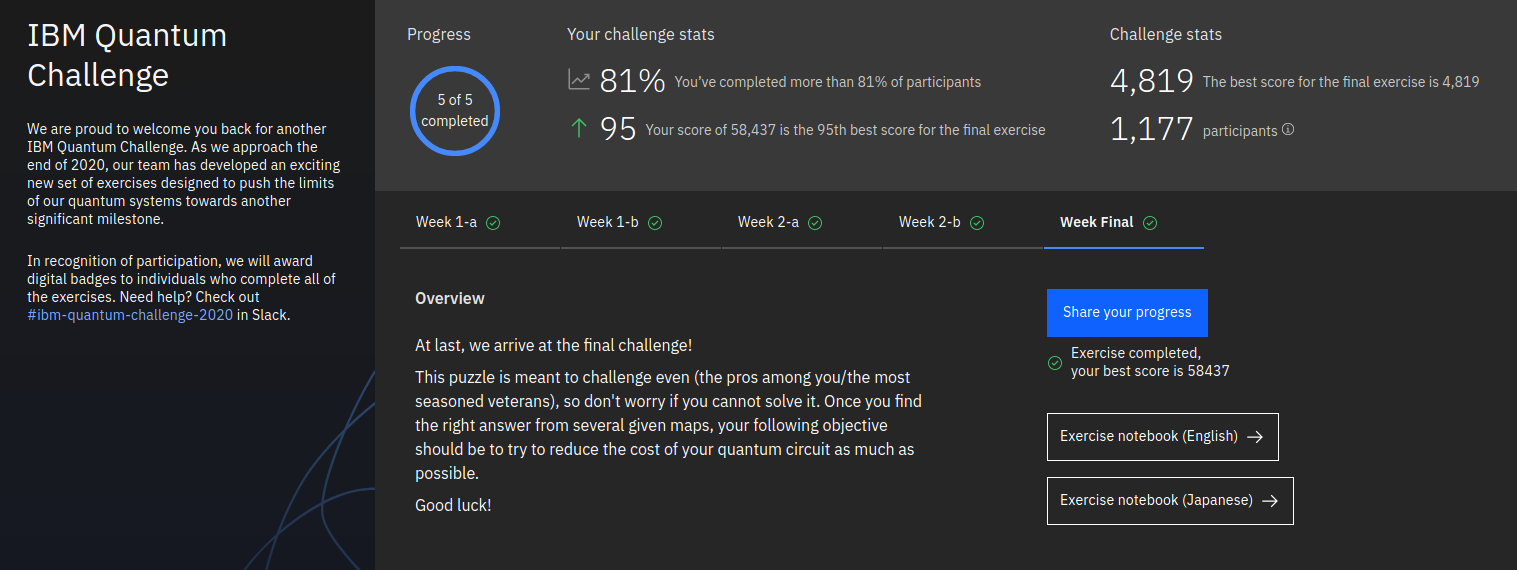 IBM Quantum
Challenge
We are proud to welcome you back for another
IBM Quantum Challenge. As we approach the
end of 2020, our team has developed an exciting
new set of exercises designed to push the limits
of our quantum systems towards another
significant milestone.
In recognition of participation, we will award
digital badges to individuals who complete all of
the exercises. Need help? Check out
#ibm-quantum-challenge-2020 in Slack.
Progress
5 of 5
completed
Your challenge stats
81% You've completed more than 81% of participants
95 Your score of 58,437 is the 95th best score for the final exercise
Challenge stats
4,819 The best score for the final exercise is 4,819
1,177 participants
Week 1-a
Week 1-b
Week 2-a
Week 2-b
Week Final
Overview
At last, we arrive at the final challenge!
This puzzle is meant to challenge even (the pros among you/the most
seasoned veterans), so don't worry if you cannot solve it. Once you find
the right answer from several given maps, your following objective
should be to try to reduce the cost of your quantum circuit as much as
possible.
Good luck!
Share your progress
Exercise completed,
your best score is 58437
Exercise notebook (English)
Exercise notebook (Japanese)